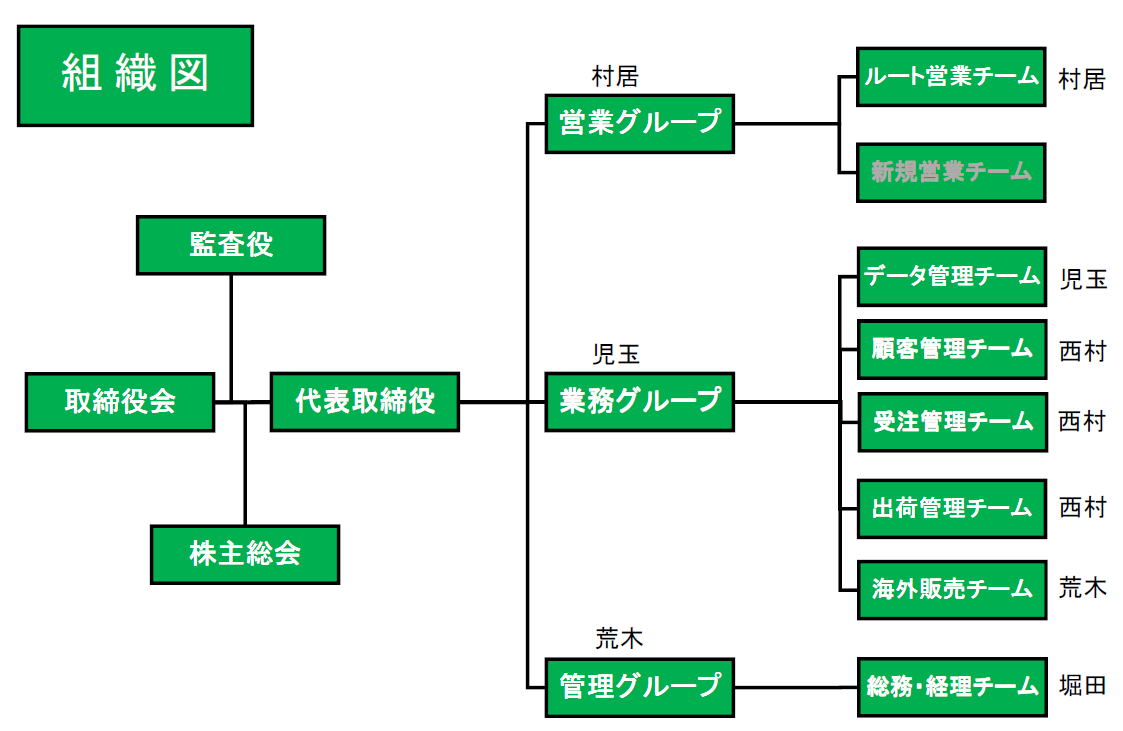 組織図
村居
営業グループ
ルート営業チーム
村居
新規営業チーム
監査役
取締役会
代表取締役
株主総会
児玉
業務グループ
データ管理チーム
児玉
顧客管理チーム
西村
受注管理チーム
西村
出荷管理チーム
西村
海外販売チーム
荒木
荒木
管理グループ
総務・経理チーム
堀田